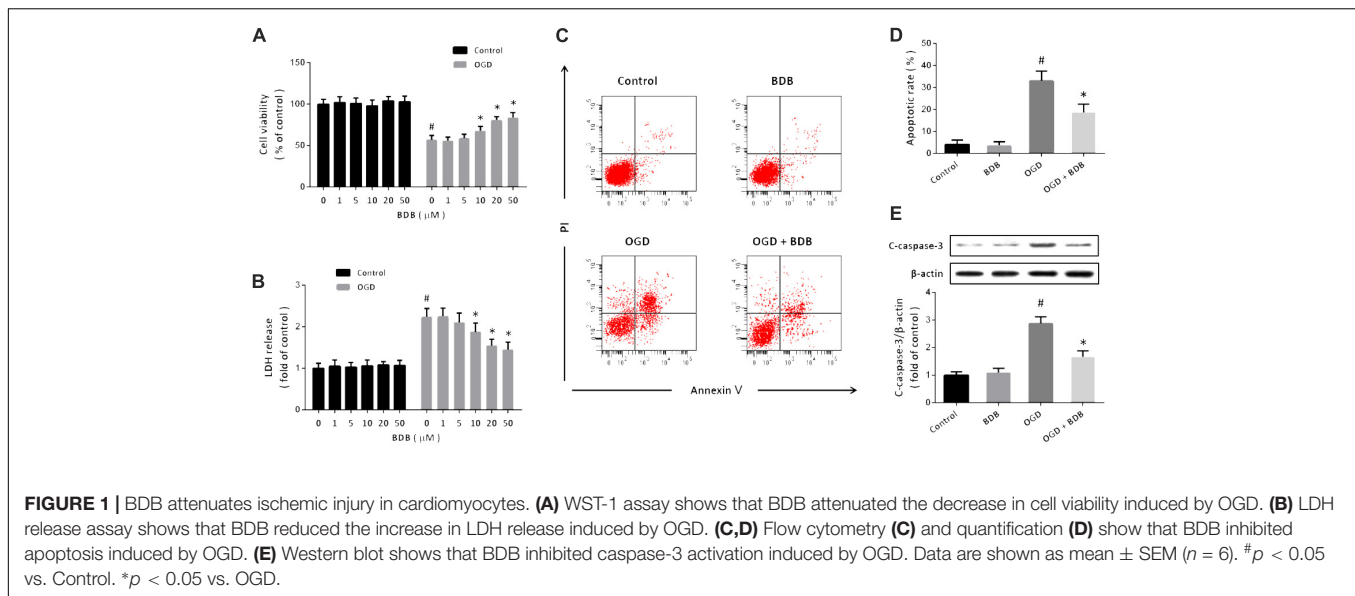 A
Control
OGD
Cell viability
( % of control )
150
100
50
0
#
*
*
*
0 1 5 10 20 50 0 1 5 10 20 50
BDB ( μM )
B
Control
OGD
LDH release
( fold of control )
3
2
1
0
#
*
*
*
0 1 5 10 20 50 0 1 5 10 20 50
BDB ( μM )
C
Control
BDB
OGD
OGD + BDB
PI
Annexin V
D
Apoptotic rate ( % )
50
40
30
20
10
0
#
*
Control
BDB
OGD
OGD + BDB
E
C-caspase-3
β-actin
C-caspase-3/β-actin
( fold of control )
4
3
2
1
0
#
*
Control
BDB
OGD
OGD + BDB
FIGURE 1 | BDB attenuates ischemic injury in cardiomyocytes. (A) WST-1 assay shows that BDB attenuated the decrease in cell viability induced by OGD. (B) LDH
release assay shows that BDB reduced the increase in LDH release induced by OGD. (C,D) Flow cytometry (C) and quantification (D) show that BDB inhibited
apoptosis induced by OGD. (E) Western blot shows that BDB inhibited caspase-3 activation induced by OGD. Data are shown as mean ± SEM (n = 6). #p < 0.05
vs. Control. *p < 0.05 vs. OGD.